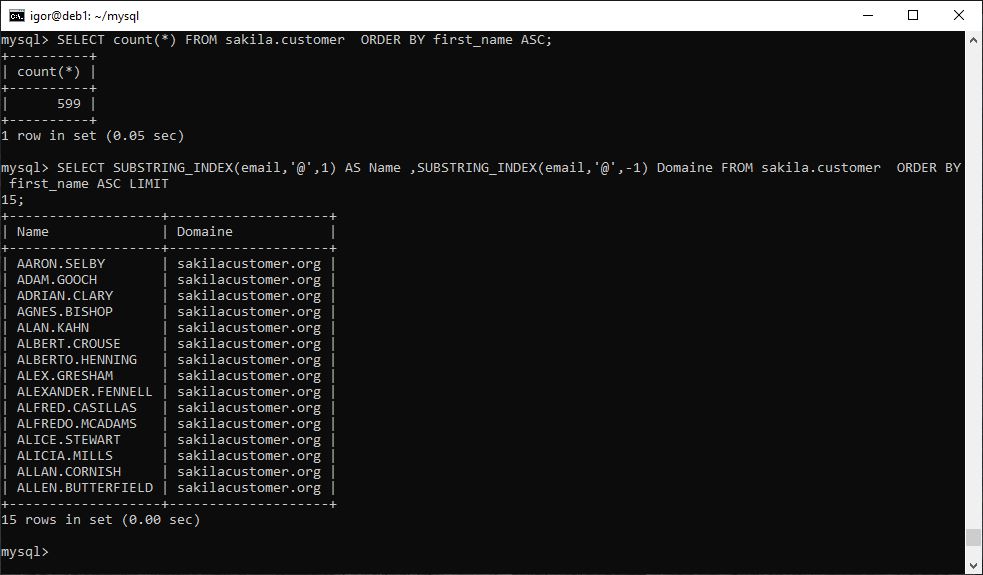 igor@deb1: ~/mysql
mysql> SELECT count(*) FROM sakila.customer  ORDER BY first_name ASC;
+----------+
| count(*) |
+----------+
|      599 |
+----------+
1 row in set (0.05 sec)
mysql> SELECT SUBSTRING_INDEX(email,'@',1) AS Name ,SUBSTRING_INDEX(email,'@',-1) Domaine FROM sakila.customer  ORDER BY
 first_name ASC LIMIT
15;
+-------------------+--------------------+
| Name              | Domaine            |
+-------------------+--------------------+
| AARON.SELBY       | sakilacustomer.org |
| ADAM.GOOCH        | sakilacustomer.org |
| ADRIAN.CLARY      | sakilacustomer.org |
| AGNES.BISHOP      | sakilacustomer.org |
| ALAN.KAHN         | sakilacustomer.org |
| ALBERT.CROUSE     | sakilacustomer.org |
| ALBERTO.HENNING   | sakilacustomer.org |
| ALEX.GRESHAM      | sakilacustomer.org |
| ALEXANDER.FENNELL | sakilacustomer.org |
| ALFRED.CASILLAS   | sakilacustomer.org |
| ALFREDO.MCADAMS   | sakilacustomer.org |
| ALICE.STEWART     | sakilacustomer.org |
| ALICIA.MILLS      | sakilacustomer.org |
| ALLAN.CORNISH     | sakilacustomer.org |
| ALLEN.BUTTERFIELD | sakilacustomer.org |
+-------------------+--------------------+
15 rows in set (0.00 sec)
mysql>